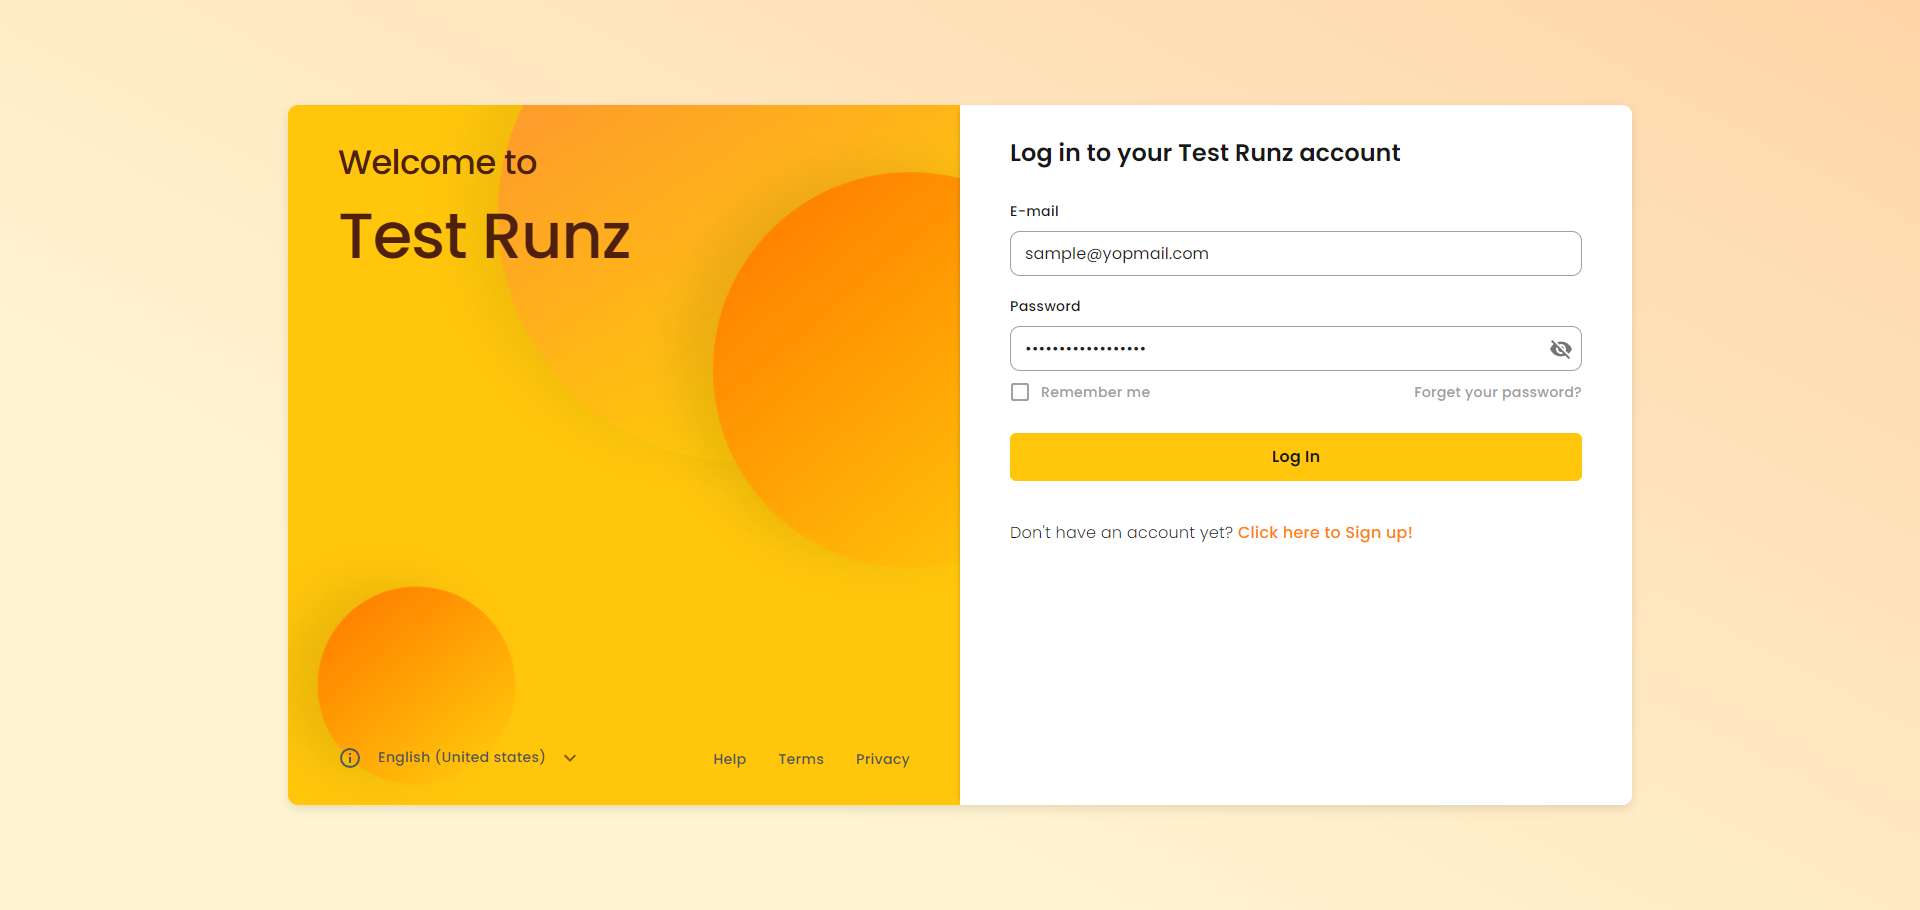 Welcome to
Test Runz
English (United states)
Help Terms Privacy
Log in to your Test Runz account
E-mail
sample@yopmail.com
Password
••••••••••••••••••
Remember me Forget your password?
Log In
Don't have an account yet? Click here to Sign up!